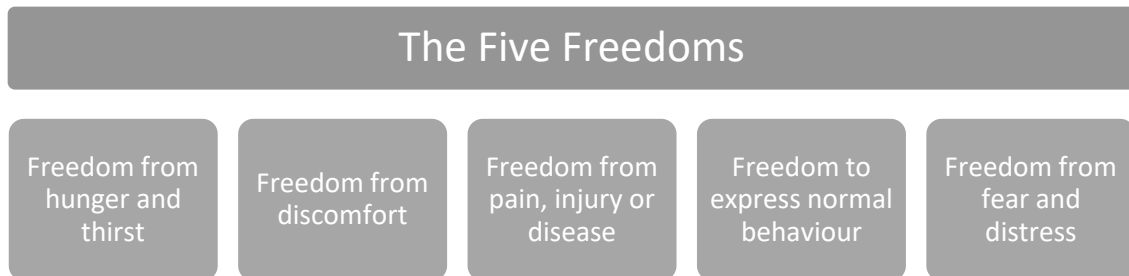 The Five Freedoms
Freedom from
hunger and
thirst
Freedom from
discomfort
Freedom from
pain, injury or
disease
Freedom to
express normal
behaviour
Freedom from
fear and
distress